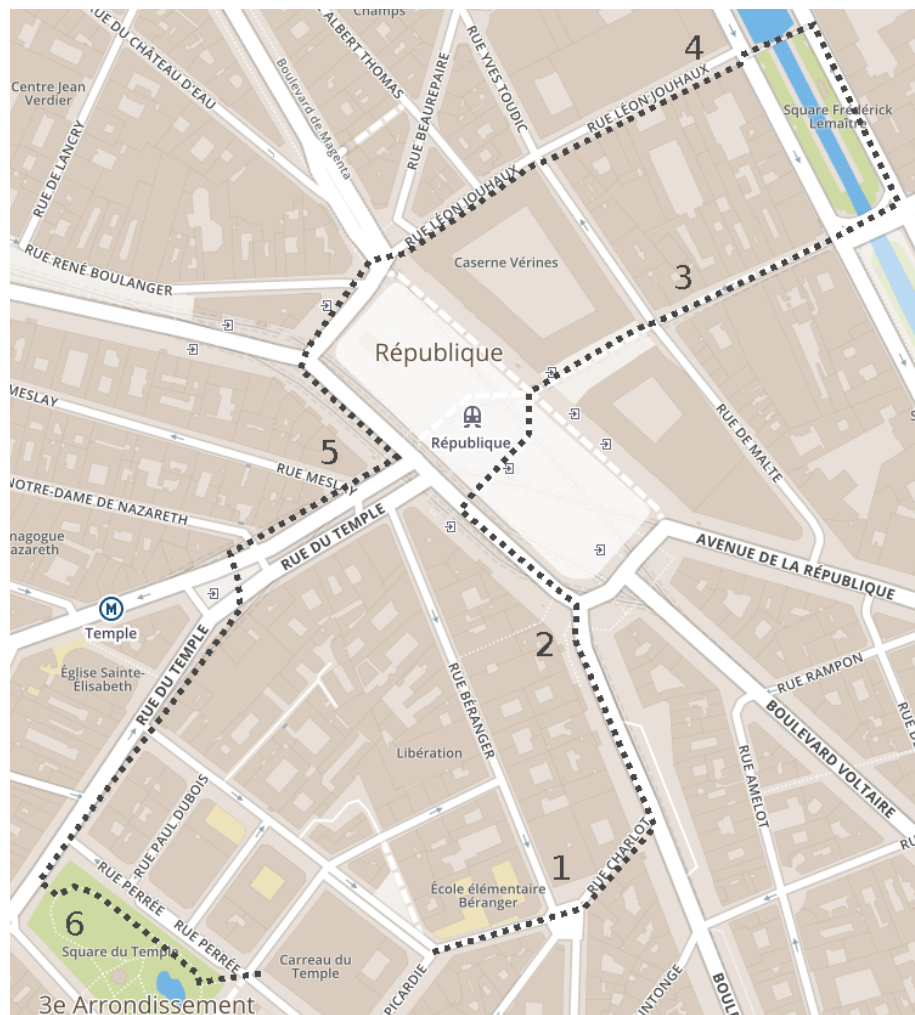 Champs
RUE DU CHÂTEAU D'EAU
RUE ALBERT THOMAS
RUE YVES TOUDIC
4
Centre Jean
Verdier
Boulevard de Magenta
RUE BEAUREPAIRE
RUE LÉON-JOUHAUX
Square Frédérick
Lemaître
RUE DE LANCRY
RUE LÉON JOUHAUX
RUE RENÉ BOULANGER
Caserne Vérines
3
République
MESLAY
RUE DE MALTE
République
5
RUE MESLAY
NOTRE-DAME DE NAZARETH
RUE DU TEMPLE
AVENUE DE LA RÉPUBLIQUE
M
Temple
2
Église Sainte-
Élisabeth
RUE DU TEMPLE
RUE BÉRANGER
RUE RAMPON
BOULEVARD VOLTAIRE
Libération
RUE AMELOT
RUE PAUL DUBOIS
RUE CHARLOT
1
RUE PERRÉE
École élémentaire
Béranger
6
RUE PERRÉE
Square du Temple
Carreau du
Temple
PICARDIE
3e Arrondissement